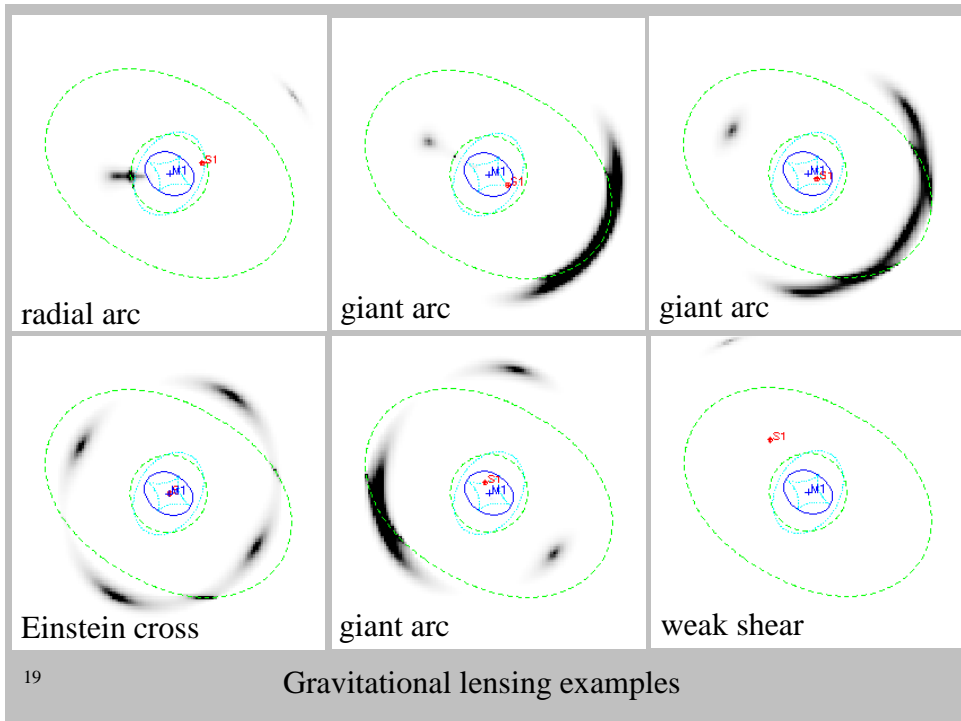 S1
M1
radial arc
M1
S1
giant arc
M1
S1
giant arc
M1
Einstein cross
S1
M1
giant arc
S1
M1
weak shear
19
Gravitational lensing examples